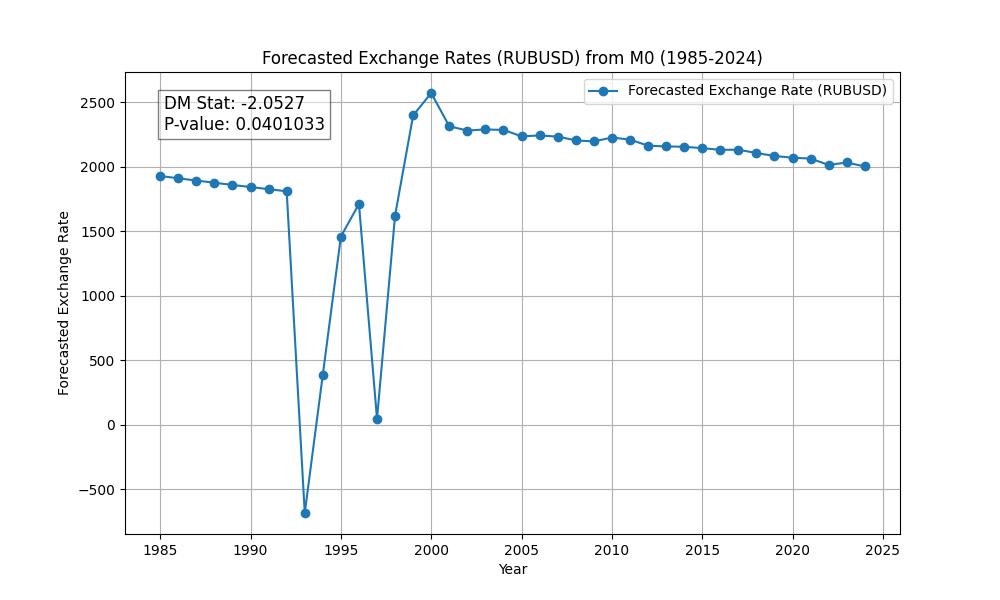 Forecasted Exchange Rates (RUBUSD) from M0 (1985-2024)
DM Stat: -2.0527
P-value: 0.0401033
Forecasted Exchange Rate (RUBUSD)
Forecasted Exchange Rate
2500
2000
1500
1000
500
0
−500
1985 1990 1995 2000 2005 2010 2015 2020 2025
Year